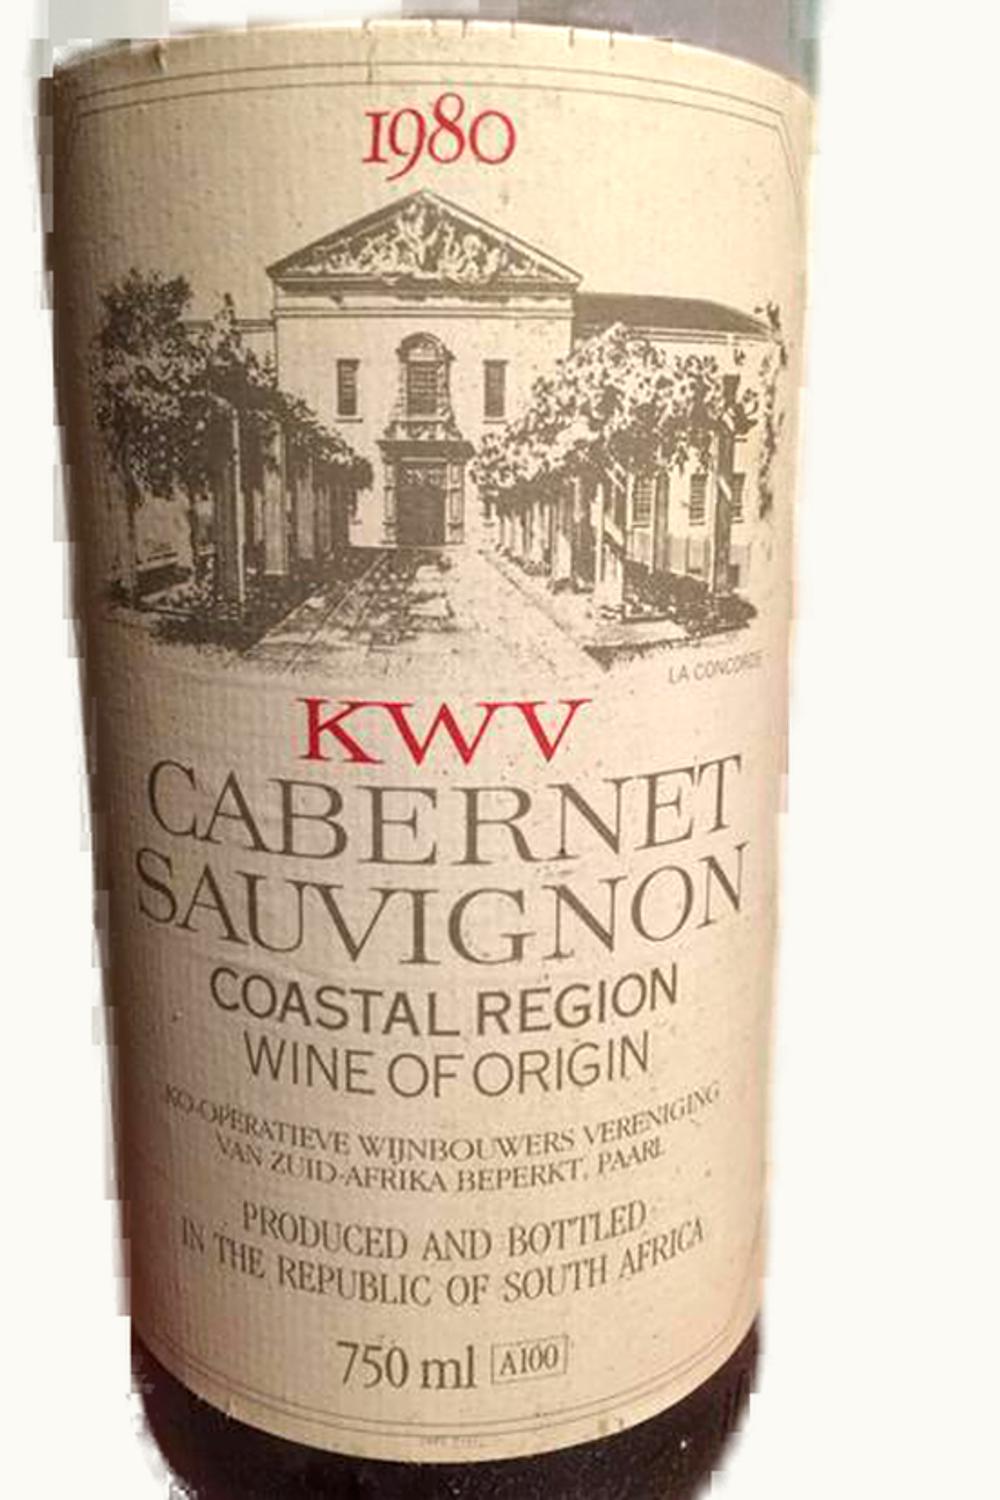 1980
LA CONCORDE
KWV
CABERNET
SAUVIGNON
COASTAL REGION
WINE OF ORIGIN
KO-OPERATIEVE WIJNBOUWERS VERENIGING
VAN ZUID-AFRIKA BEPERKT, PAARL
PRODUCED AND BOTTLED
IN THE REPUBLIC OF SOUTH AFRICA
750 ml A100